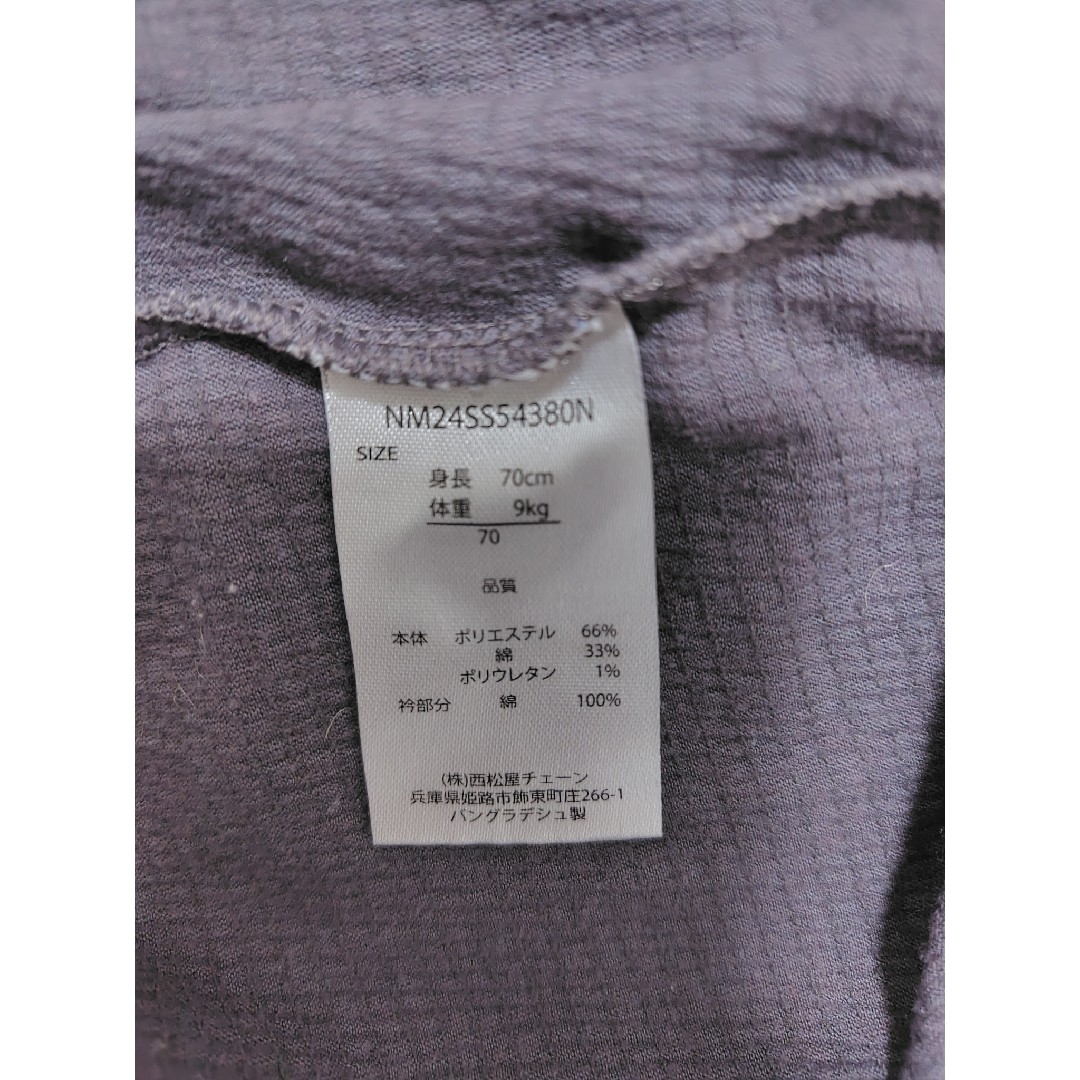 NM24SS54380N
SIZE
身長 70cm
体重 9kg
70
品質
本体 ポリエステル 66%
綿 33%
ポリウレタン 1%
衿部分 綿 100%
(株)西松屋チェーン
兵庫県姫路市飾東町庄266-1
バングラデシュ製